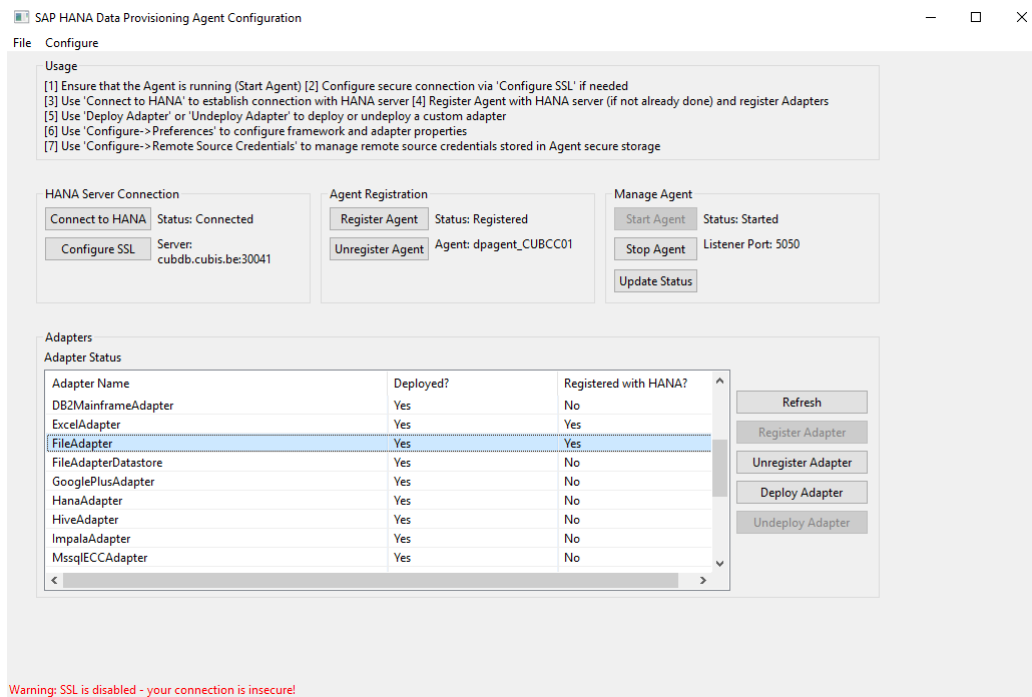 SAP HANA Data Provisioning Agent Configuration
File Configure
Usage
[1] Ensure that the Agent is running (Start Agent) [2] Configure secure connection via 'Configure SSL' if needed
[3] Use 'Connect to HANA' to establish connection with HANA server [4] Register Agent with HANA server (if not already done) and register Adapters
[5] Use 'Deploy Adapter' or 'Undeploy Adapter' to deploy or undeploy a custom adapter
[6] Use 'Configure->Preferences' to configure framework and adapter properties
[7] Use 'Configure->Remote Source Credentials' to manage remote source credentials stored in Agent secure storage
HANA Server Connection
Connect to HANA Status: Connected
Configure SSL Server:
cubdb.cubis.be:30041
Agent Registration
Register Agent Status: Registered
Unregister Agent Agent: dpagent_CUBCC01
Manage Agent
Start Agent Status: Started
Stop Agent Listener Port: 5050
Update Status
Adapters
Adapter Status
Adapter Name Deployed? Registered with HANA?
DB2MainframeAdapter Yes No
ExcelAdapter Yes Yes
FileAdapter Yes Yes
FileAdapterDatastore Yes No
GooglePlusAdapter Yes No
HanaAdapter Yes No
HiveAdapter Yes No
ImpalaAdapter Yes No
MssqlECCAdapter Yes No
Refresh
Register Adapter
Unregister Adapter
Deploy Adapter
Undeploy Adapter
Warning: SSL is disabled - your connection is insecure!